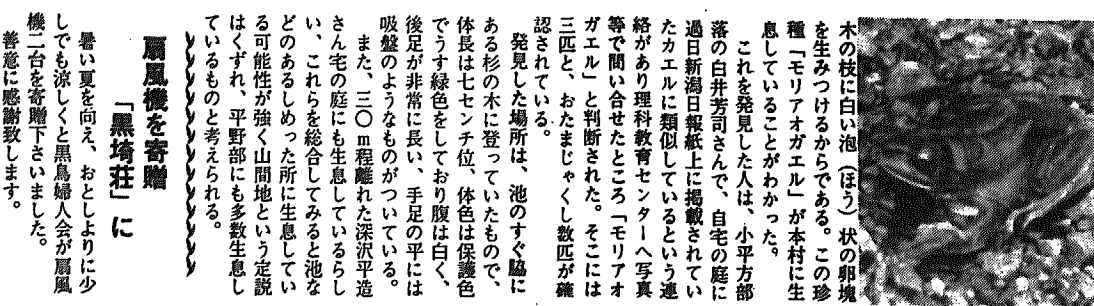 木の枝に白い泡（ほう）状の卵塊
を生みつけるからである。この珍
種「モリアオガエル」が本村に生
息していることがわかった。
　これを発見した人は、小平方部
落の白井芳司さんで、自宅の庭に
過日新潟日報紙上に掲載されてい
たカエルに類似しているという連
絡があり理科教育センターへ写真
等で問い合せたところ「モリアオ
ガエル」と判断された。そこには
三匹と、おたまじゃくし数匹が確
認されている。
　発見した場所は、池のすぐ脇に
ある杉の木に登っていたもので、
体長は七センチ位、体色は保護色
でうす緑色をしており腹は白く、
後足が非常に長い、手足の平には
吸盤のようなものがついている。
　また、三〇m程離れた深沢平造
さん宅の庭にも生息しているらし
い、これらを総合してみると池な
どのあるしめった所に生息してい
る可能性が強く山間地という定説
はくずれ、平野部にも多数生息し
ているものと考えられる。
扇風機を寄贈
「黒埼荘」に
　暑い夏を向え、おとしよりに少
しでも涼しくと黒鳥婦人会が扇風
機二台を寄贈下さいました。
　善意に感謝致します。